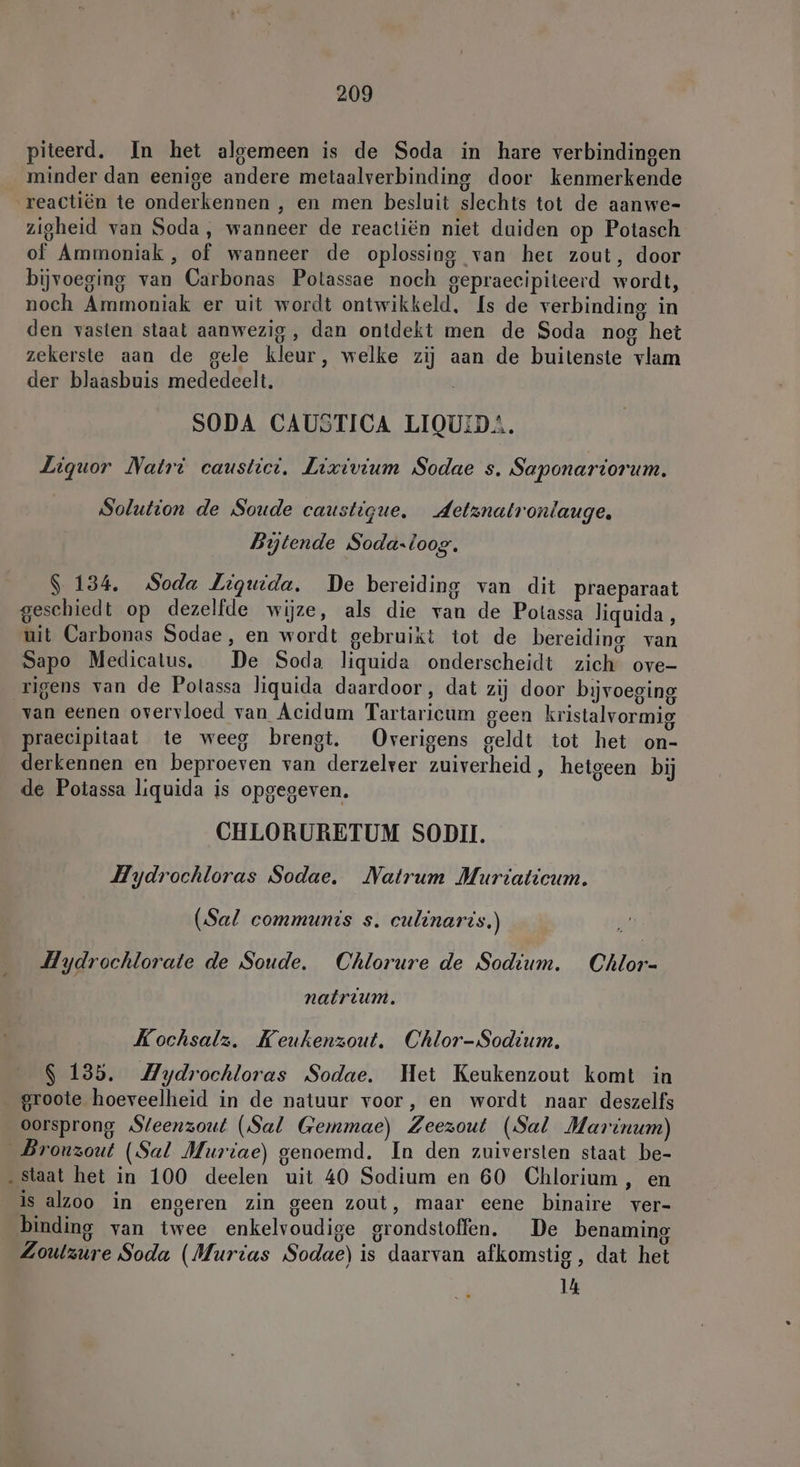 209
piteerd. In het algemeen is de Soda in hare verbindingen
minder dan eenige andere metaalverbinding door kenmerkende
reactiën te onderkennen , en men besluit slechts tot de aanwe-
zigheid van Soda, wanneer de reactiën niet duiden op Potasch
of Ammoniak , of wanneer de oplossing van het zout, door
bijvoeging van Carbonas Potassae noch gepraecipiteerd wordt,
noch Ammoniak er uit wordt ontwikkeld. Is de verbinding in
den vasten staat aanwezig , dan ontdekt men de Soda nog het
zekerste aan de gele kleur, welke zij aan de buitenste vlam
der blaasbuis mededeelt.
SODA CAUSTICA LIQUIDA.
Liquor Natri caustici. Lixivium Sodae s. Saponariorum.
Solution de Soude caustique. Aetznatronlauge.
Bijtende Soda-loog.
§ 134. Soda Liquida. De bereiding van dit praeparaat
geschiedt op dezelfde wijze, als die van de Potassa liquida,
uit Carbonas Sodae, en wordt gebruikt tot de bereiding van
Sapo Medicatus. De Soda liquida onderscheidt zich ove-
rigens van de Potassa liquida daardoor, dat zij door bijvoeging
van eenen overvloed van Acidum Tartaricum geen kristalvormig
praecipitaat te weeg brengt. Overigens geldt tot het on-
derkennen en beproeven van derzelver zuiverheid, hetgeen bij
de Potassa liquida is opgegeven.
CHLORURETUM SODII.
Hydrochloras Sodae. Natrum Muriaticum.
(Sal communis s. culinaris.)
Hydrochlorate de Soude. Chlorure de Sodium. Chlor-
natrium.
Kochsalz. Keukenzout. Chlor-Sodium.
§ 135. Hydrochloras Sodae. Het Keukenzout komt in
groote hoeveelheid in de natuur voor, en wordt naar deszelfs
oorsprong Steenzout (Sal Gemmae) Zeezout (Sal Marinum)
Bronzout (Sal Muriae) genoemd. In den zuiversten staat be-
staat het in 100 deelen uit 40 Sodium en 60 Chlorium, en
is alzoo in engeren zin geen zout, maar eene binaire ver-
binding van twee enkelvoudige grondstoffen. De benaming
Zoutzure Soda (Murias Sodae) is daarvan afkomstig, dat het
14